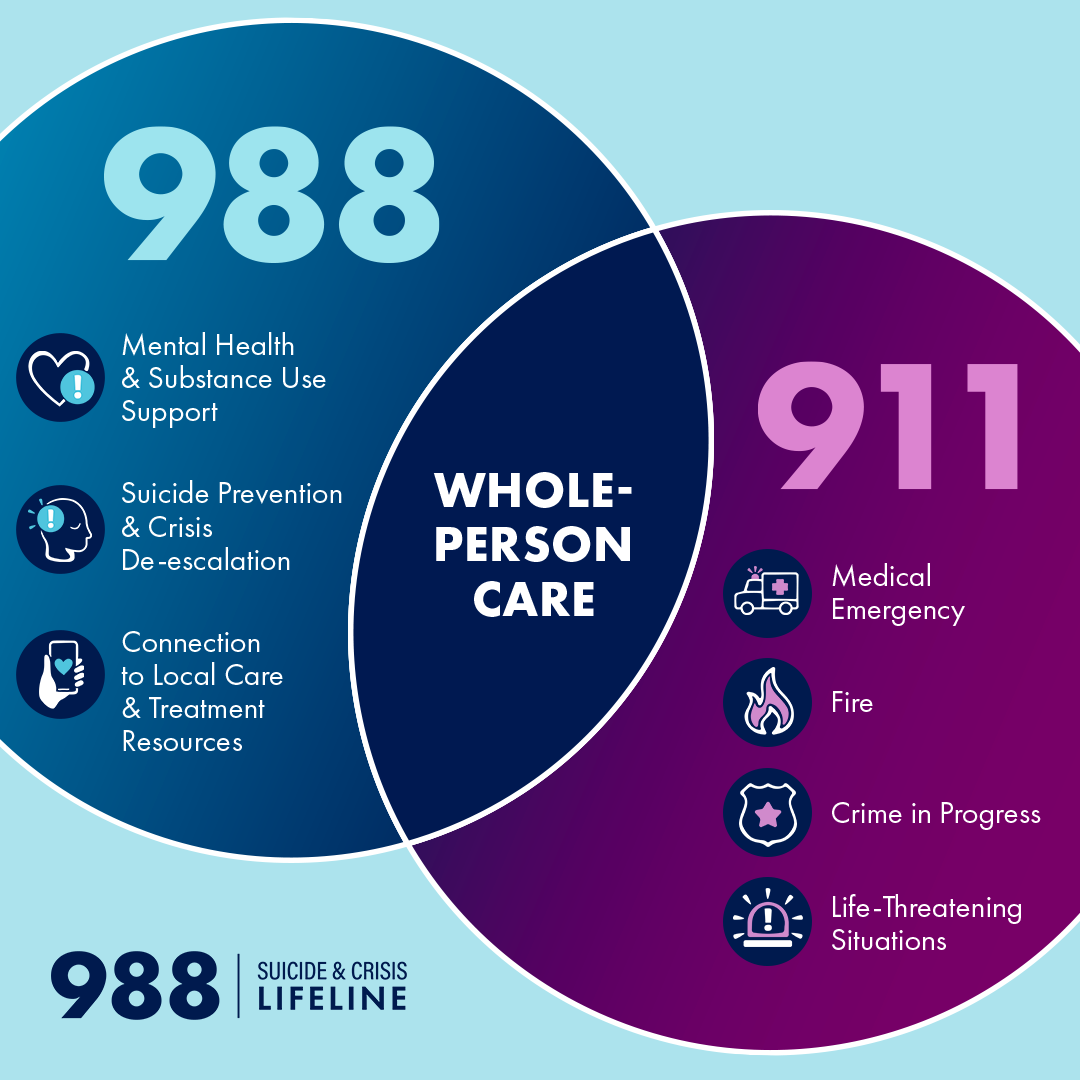 988
Mental Health
& Substance Use
Support
Suicide Prevention
& Crisis
De-escalation
Connection
to Local Care
& Treatment
Resources
WHOLE-
PERSON
CARE
911
Medical
Emergency
Fire
Crime in Progress
Life-Threatening
Situations
988
SUICIDE & CRISIS
LIFELINE